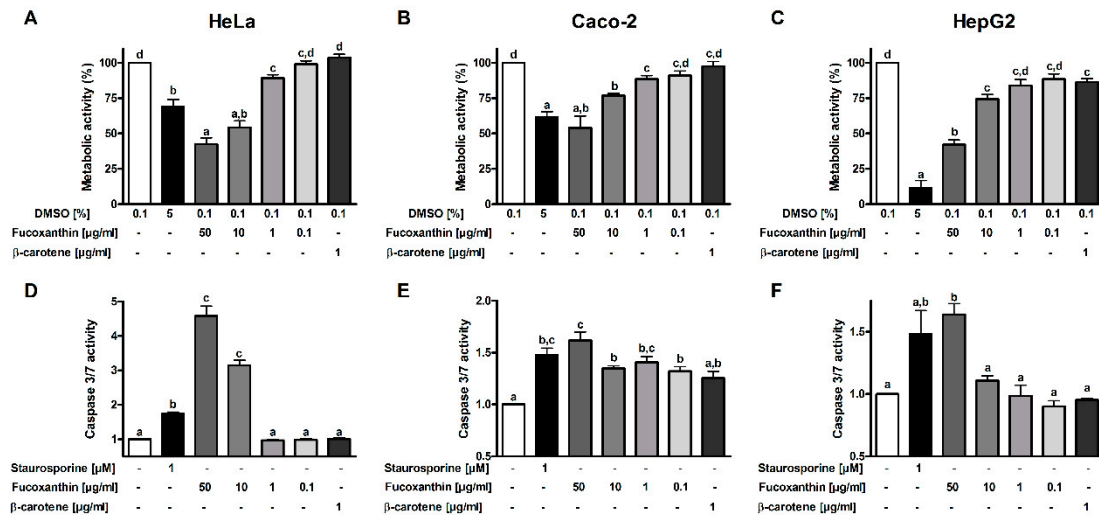 A HeLa
B Caco-2
C HepG2
Metabolic activity (%)
100
75
50
25
0
d b a a,b c c,d d
DMSO [%] 0.1 5 0.1 0.1 0.1 0.1 0.1
Fucoxanthin [µg/ml] - - 50 10 1 0.1 -
β-carotene [µg/ml] - - - - - - 1
Metabolic activity (%)
100
75
50
25
0
d a a b c c,d c,d
DMSO [%] 0.1 5 0.1 0.1 0.1 0.1 0.1
Fucoxanthin [µg/ml] - - 50 10 1 0.1 -
β-carotene [µg/ml] - - - - - - 1
Metabolic activity (%)
100
75
50
25
0
d a b c c,d c,d c
DMSO [%] 0.1 5 0.1 0.1 0.1 0.1 0.1
Fucoxanthin [µg/ml] - - 50 10 1 0.1 -
β-carotene [µg/ml] - - - - - - 1
D
Caspase 3/7 activity
5
4
3
2
1
a b c c a a a
Staurosporine [µM] - 1 - - - - -
Fucoxanthin [µg/ml] - - 50 10 1 0.1 -
β-carotene [µg/ml] - - - - - - 1
E
Caspase 3/7 activity
2.0
1.5
1.0
0.5
a b,c c b b,c b a,b
Staurosporine [µM] - 1 - - - - -
Fucoxanthin [µg/ml] - - 50 10 1 0.1 -
β-carotene [µg/ml] - - - - - - 1
F
Caspase 3/7 activity
1.5
1.0
0.5
a a,b b a a a a
Staurosporine [µM] - 1 - - - - -
Fucoxanthin [µg/ml] - - 50 10 1 0.1 -
β-carotene [µg/ml] - - - - - - 1